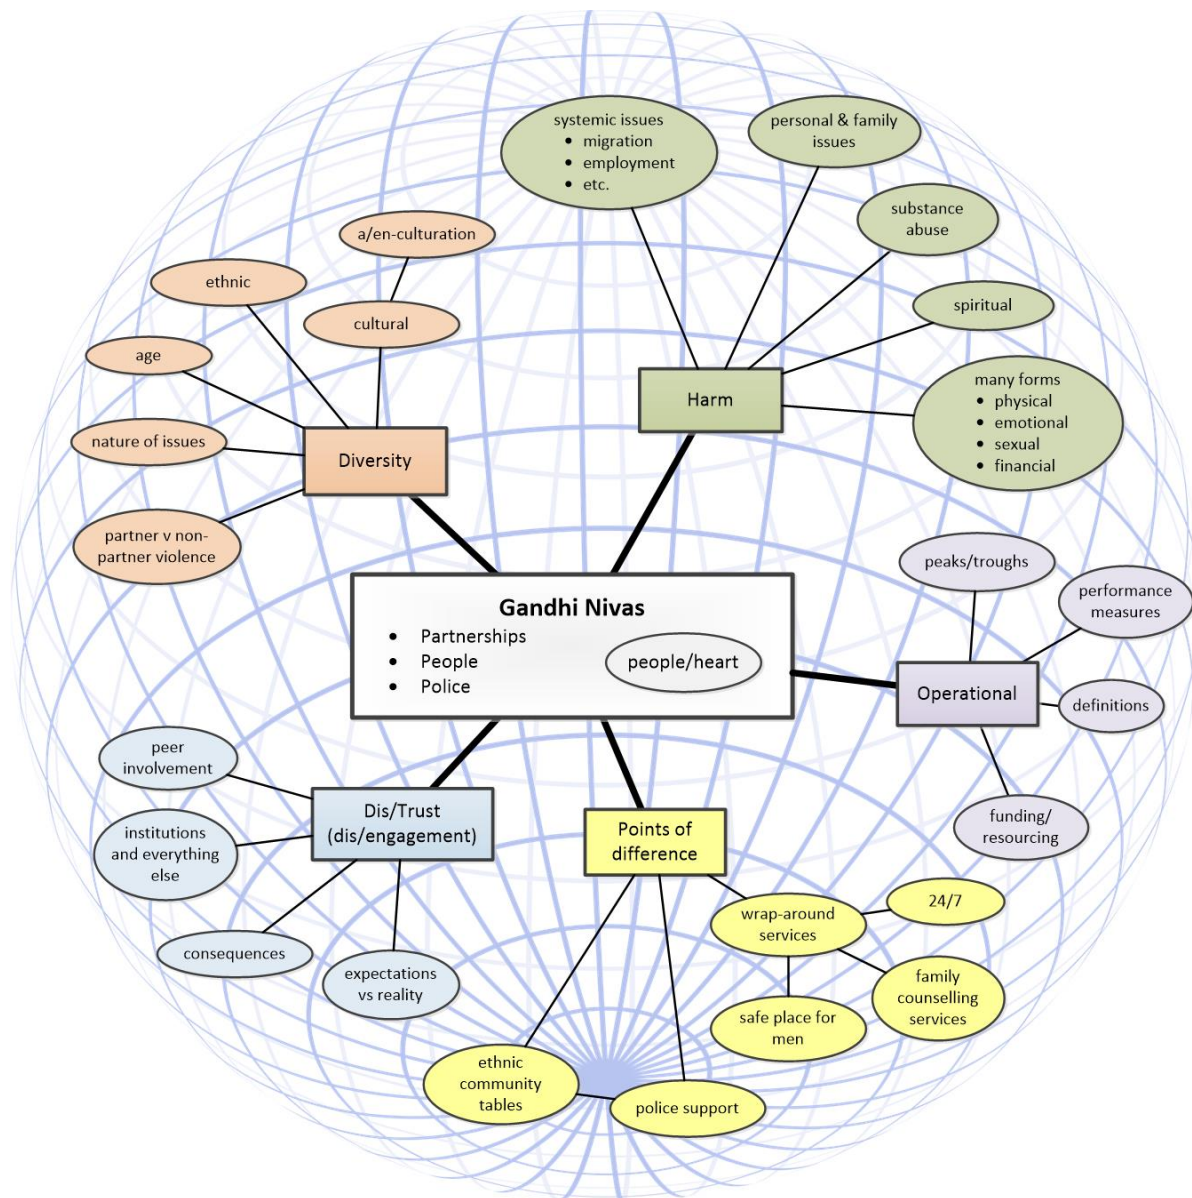 systemic issues
• migration
• employment
• etc.
personal & family
issues
substance
abuse
spiritual
many forms
• physical
• emotional
• sexual
• financial
Harm
a/en-culturation
ethnic
cultural
age
nature of issues
partner v non-
partner violence
Diversity
Gandhi Nivas
• Partnerships
• People
• Police
people/heart
peaks/troughs
performance
measures
Operational
definitions
funding/
resourcing
peer
involvement
institutions
and everything
else
consequences
expectations
vs reality
Dis/Trust
(dis/engagement)
Points of
difference
wrap-around
services
24/7
family
counselling
services
safe place for
men
ethnic
community
tables
police support